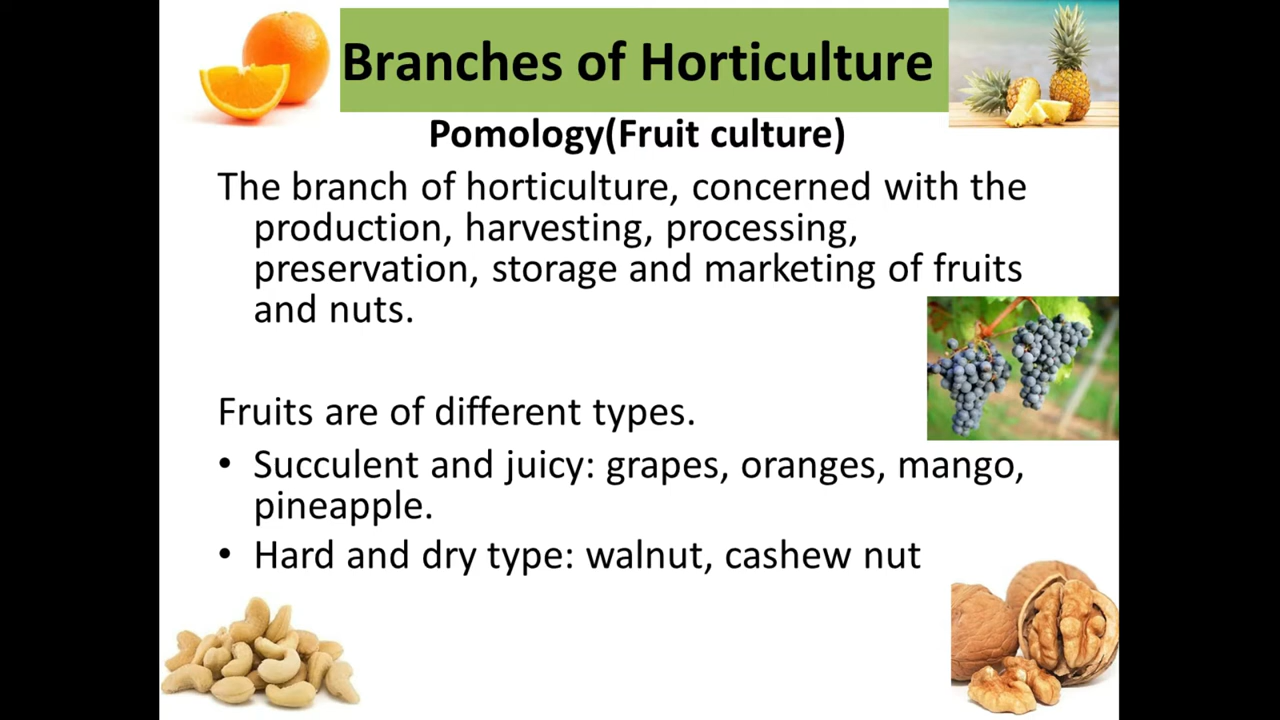 Branches of Horticulture
Pomology(Fruit culture)
The branch of horticulture, concerned with the
production, harvesting, processing,
preservation, storage and marketing of fruits
and nuts.
Fruits are of different types.
• Succulent and juicy: grapes, oranges, mango,
pineapple.
• Hard and dry type: walnut, cashew nut